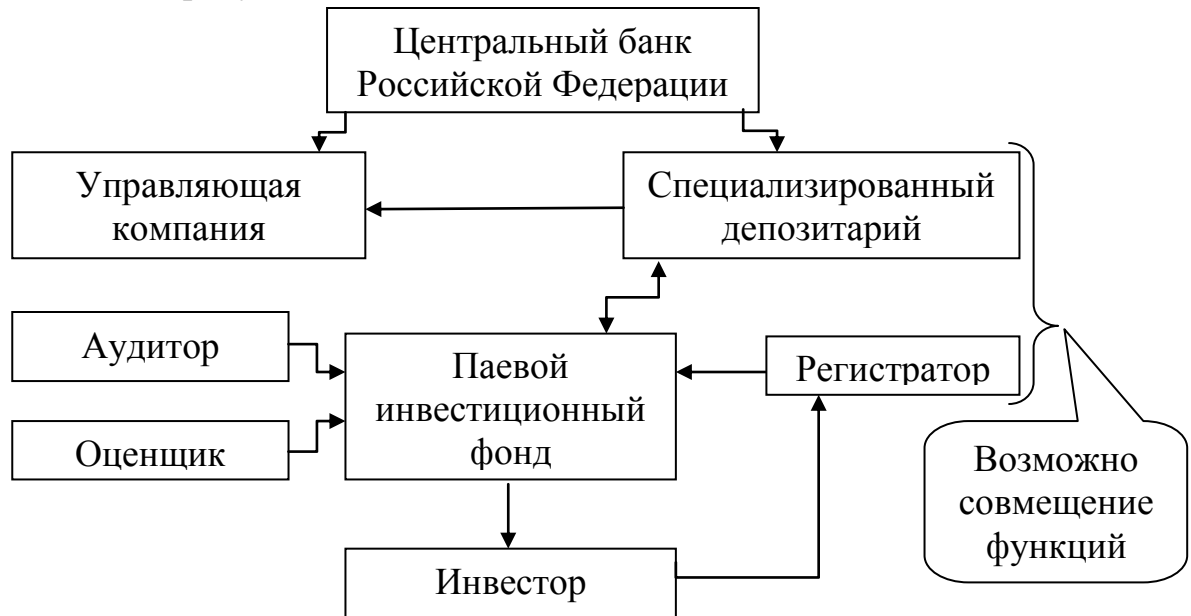 Центральный банк
Российской Федерации
Управляющая
компания
Специализированный
депозитарий
Аудитор
Паевой
инвестиционный
фонд
Регистратор
Оценщик
Возможно
совмещение
функций
Инвестор